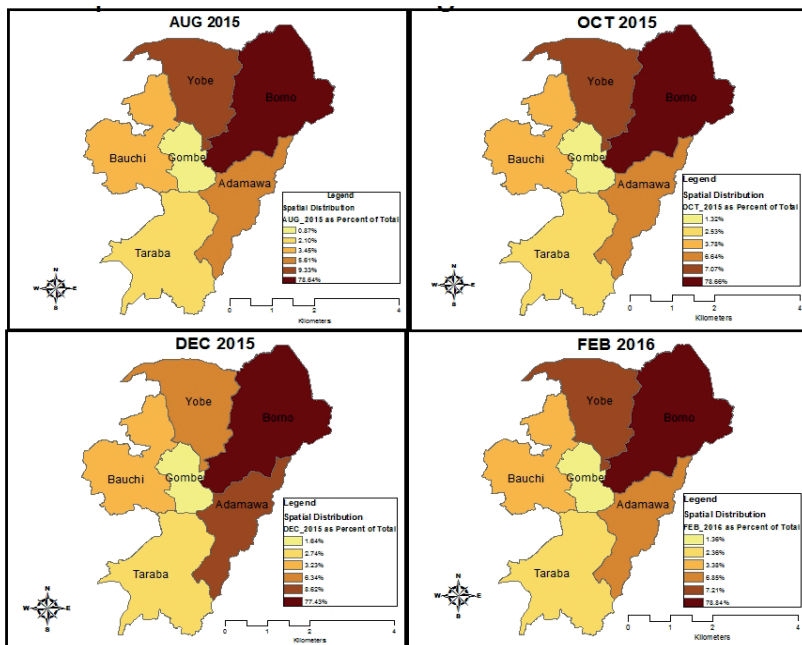 AUG 2015
Yobe
Borno
Bauchi
Gombe
Adamawa
Taraba
Legend
Spatial Distribution
AUG_2015 as Percent of Total
0.87%
2.10%
3.45%
5.61%
9.33%
78.64%
N
W E
S
0 2 4
Kilometers
OCT 2015
Yobe
Borno
Bauchi
Gombe
Adamawa
Taraba
Legend
Spatial Distribution
OCT_2015 as Percent of Total
1.32%
2.53%
3.78%
6.64%
7.07%
78.66%
N
W E
S
0 2 4
Kilometers
DEC 2015
Yobe
Borno
Bauchi
Gombe
Adamawa
Taraba
Legend
Spatial Distribution
DEC_2015 as Percent of Total
1.64%
2.74%
3.23%
6.34%
8.62%
77.43%
N
W E
S
0 2 4
Kilometers
FEB 2016
Yobe
Borno
Bauchi
Gombe
Adamawa
Taraba
Legend
Spatial Distribution
FEB_2016 as Percent of Total
1.36%
2.36%
3.38%
6.85%
7.21%
78.84%
N
W E
S
0 2 4
Kilometers